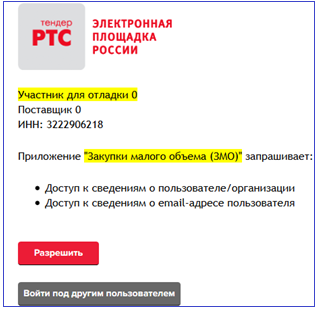 тендер
РТС
ЭЛЕКТРОННАЯ
ПЛОЩАДКА
РОССИИ
Участник для отладки 0
Поставщик 0
ИНН: 3222906218
Приложение "Закупки малого объема (ЗМО)" запрашивает:
• Доступ к сведениям о пользователе/организации
• Доступ к сведениям о email-адресе пользователя
Разрешить
Войти под другим пользователем